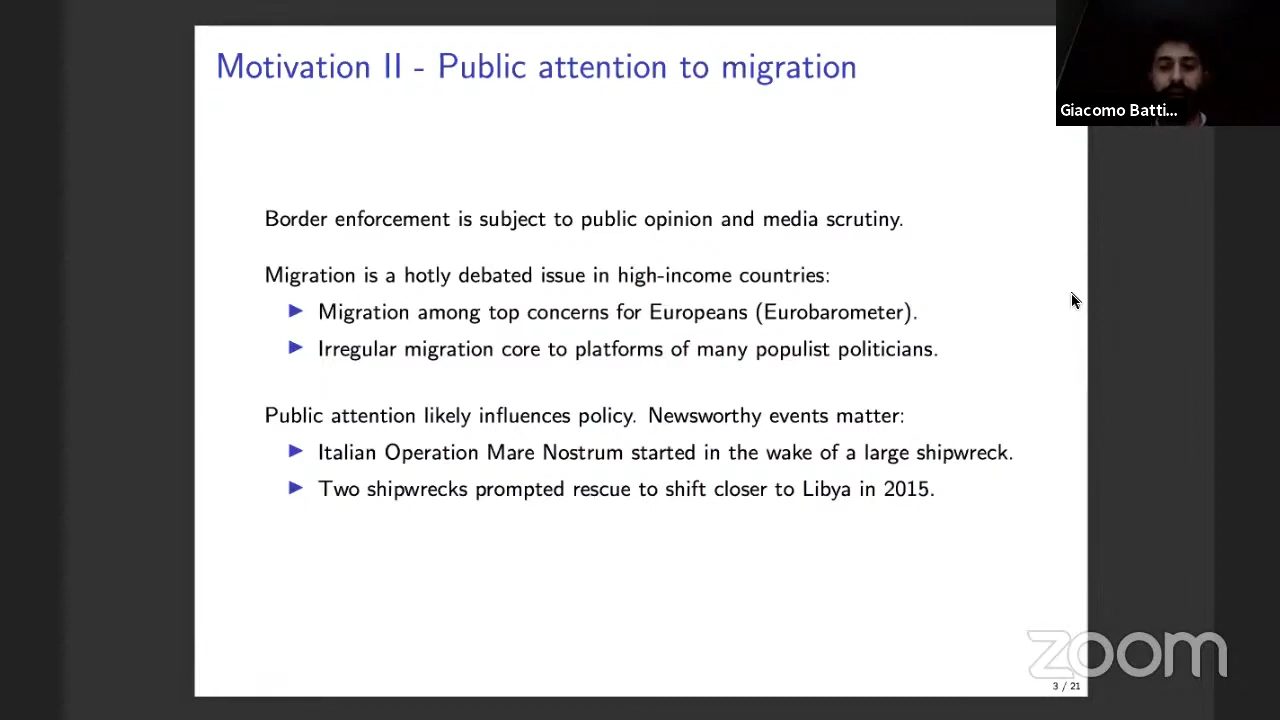 Motivation II - Public attention to migration
Giacomo Batti...
Border enforcement is subject to public opinion and media scrutiny.
Migration is a hotly debated issue in high-income countries:
▶ Migration among top concerns for Europeans (Eurobarometer).
▶ Irregular migration core to platforms of many populist politicians.
Public attention likely influences policy. Newsworthy events matter:
▶ Italian Operation Mare Nostrum started in the wake of a large shipwreck.
▶ Two shipwrecks prompted rescue to shift closer to Libya in 2015.
zoom
3 / 21